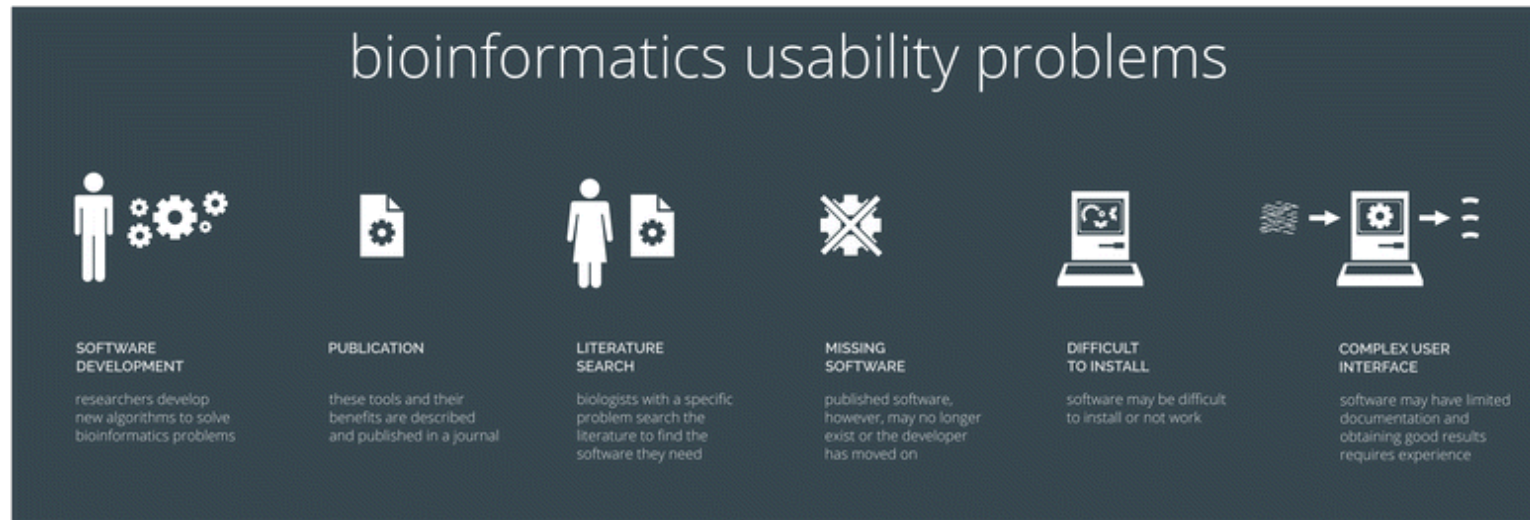 bioinformatics usability problems
SOFTWARE
DEVELOPMENT
researchers develop
new algorithms to solve
bioinformatics problems
PUBLICATION
these tools and their
benefits are described
and published in a journal
LITERATURE
SEARCH
biologists with a specific
problem search the
literature to find the
software they need
MISSING
SOFTWARE
published software,
however, may no longer
exist or the developer
has moved on
DIFFICULT
TO INSTALL
software may be difficult
to install or not work
COMPLEX USER
INTERFACE
software may have limited
documentation and
obtaining good results
requires experience